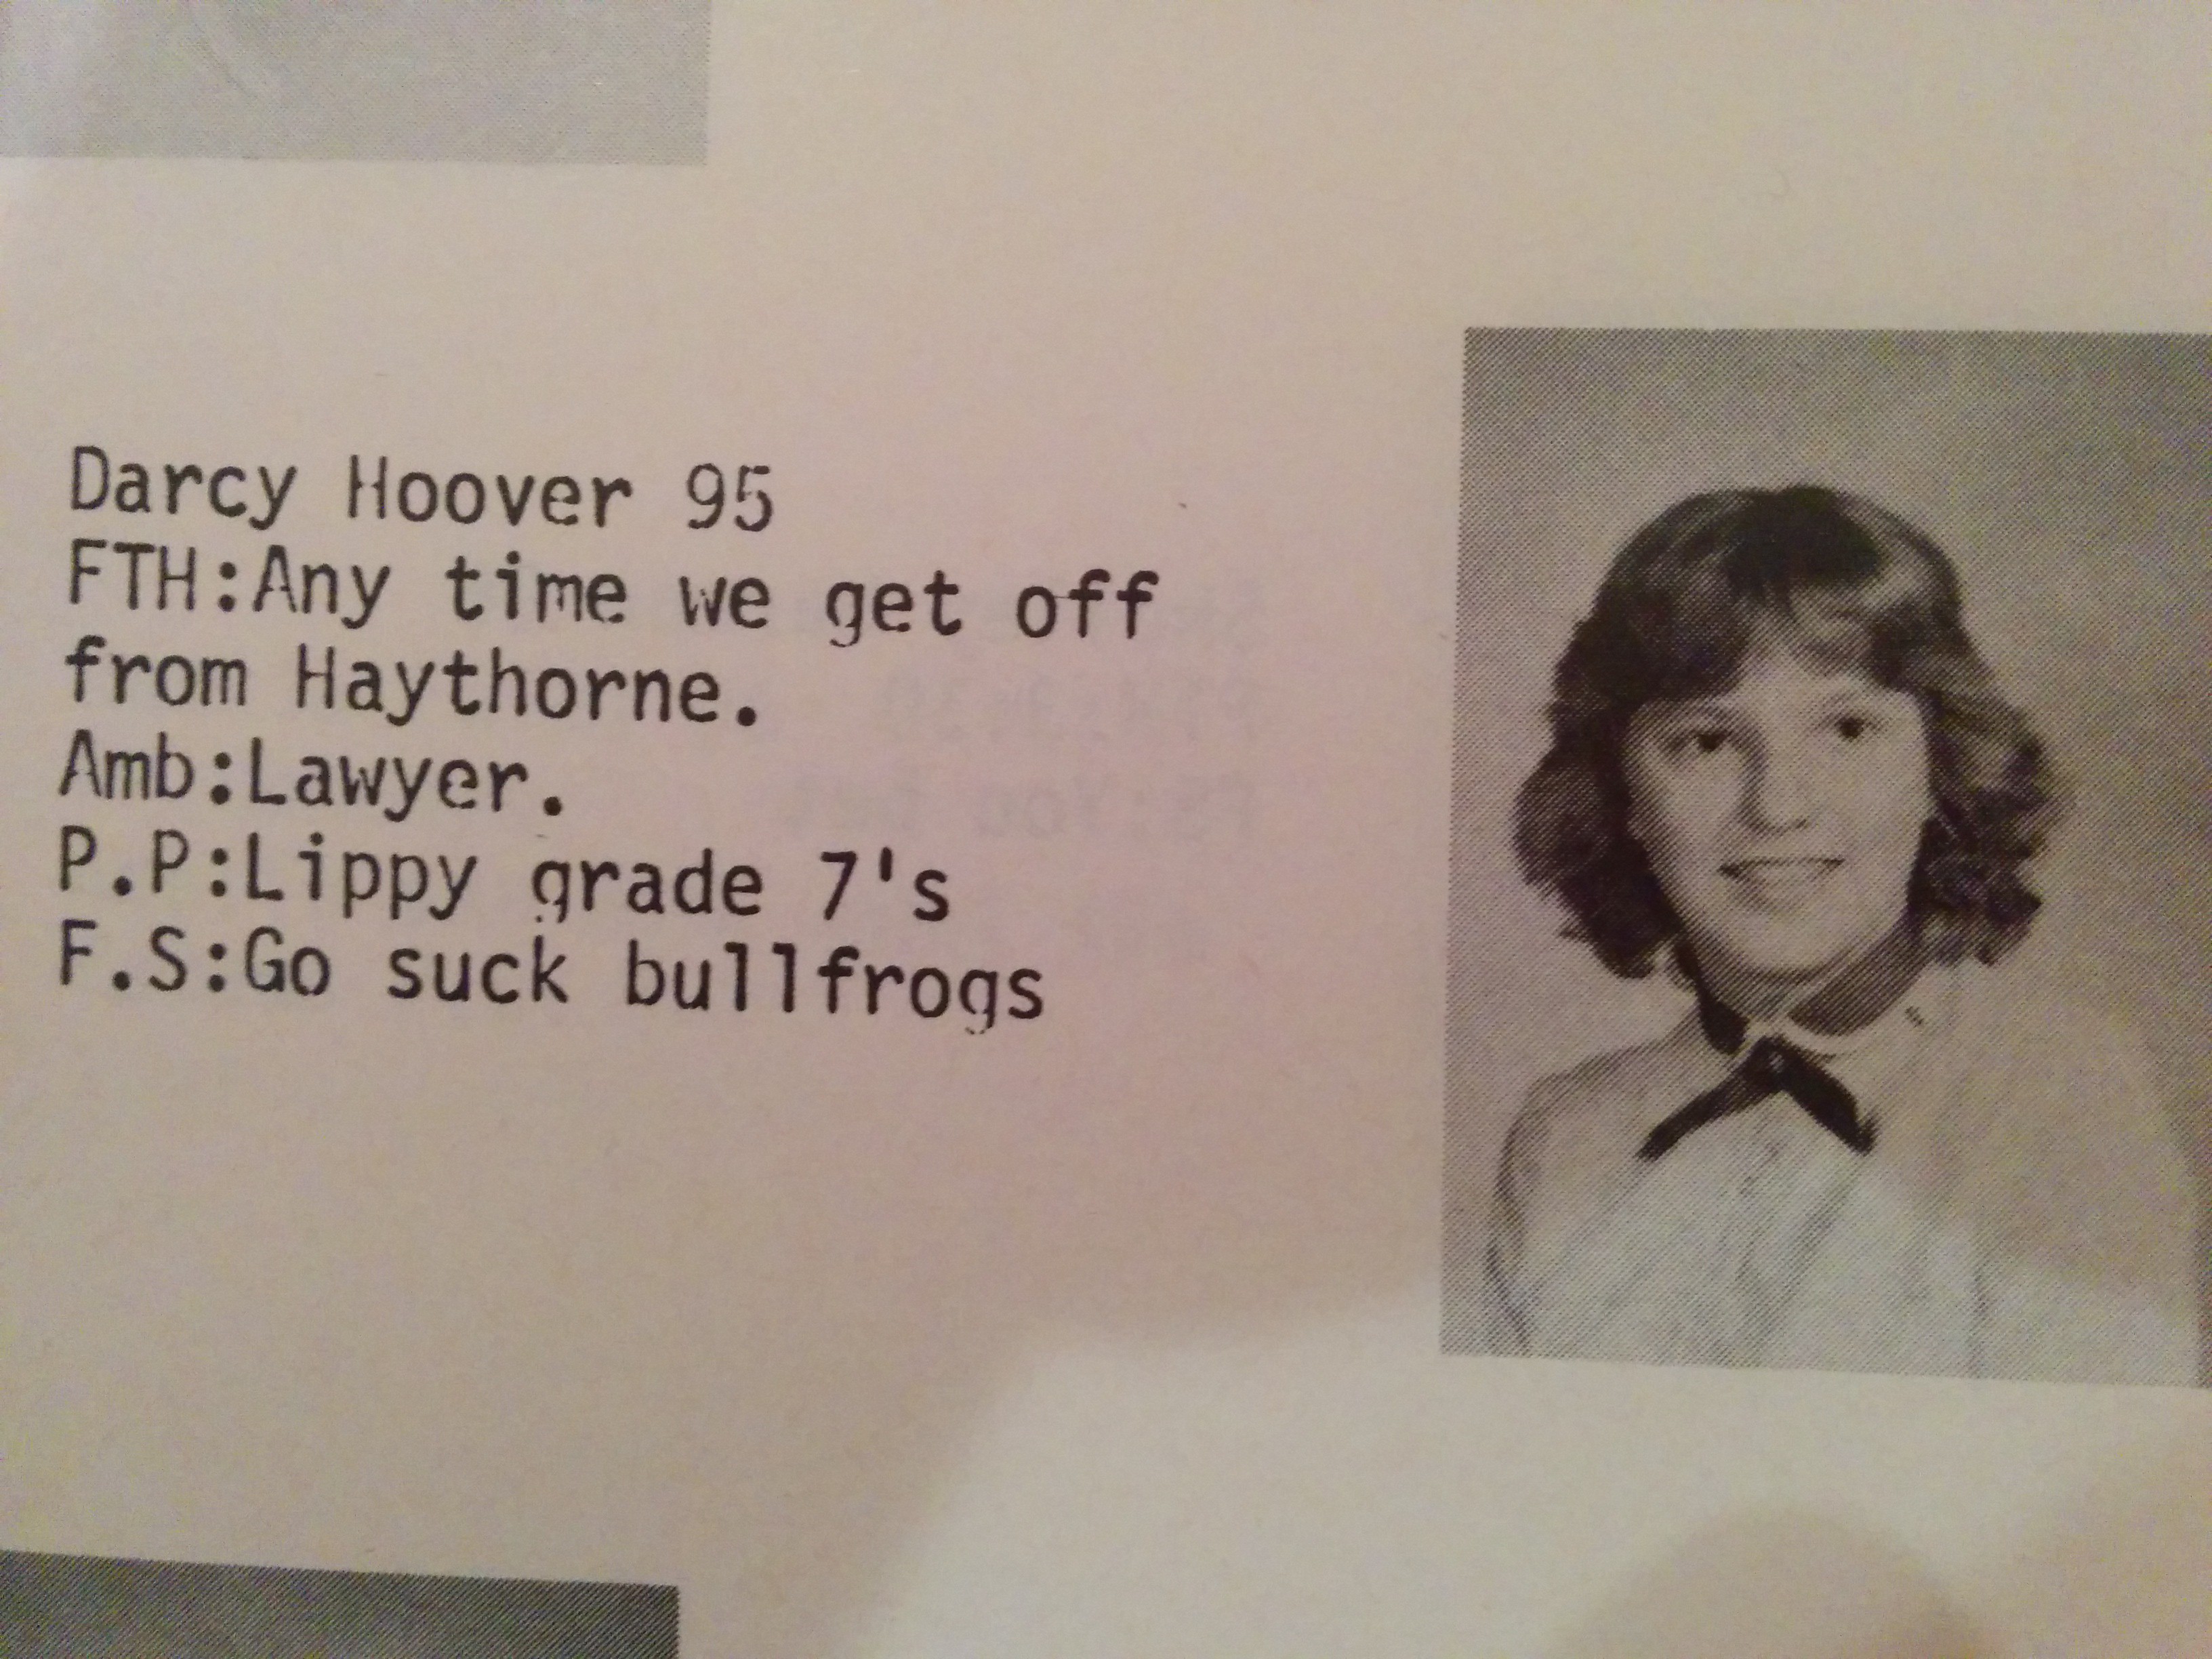 Darcy Hoover 95
FTH:Any time we get off
from Haythorne.
Amb:Lawyer.
P.P:Lippy grade 7's
F.S:Go suck bullfrogs